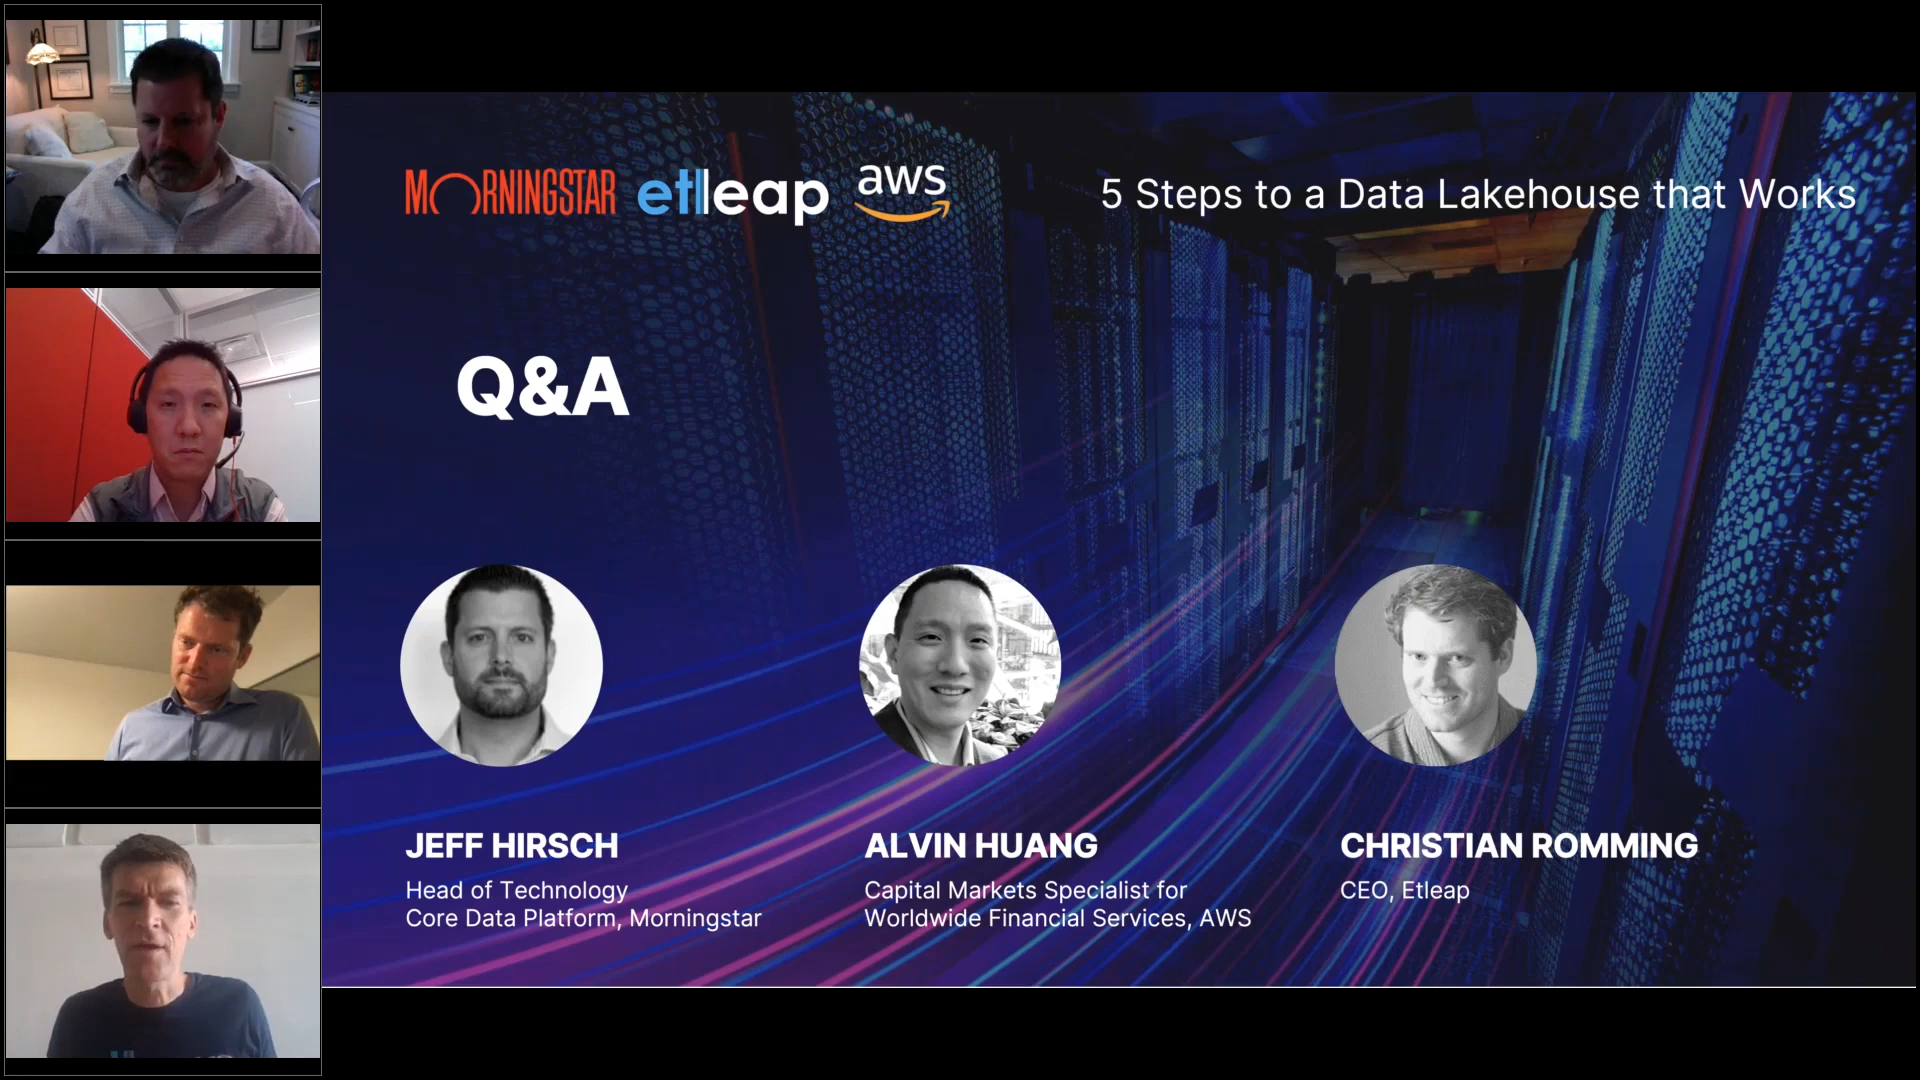 MORNINGSTAR etleap aws
5 Steps to a Data Lakehouse that Works
Q&A
JEFF HIRSCH
Head of Technology
Core Data Platform, Morningstar
ALVIN HUANG
Capital Markets Specialist for
Worldwide Financial Services, AWS
CHRISTIAN ROMMING
CEO, Etleap